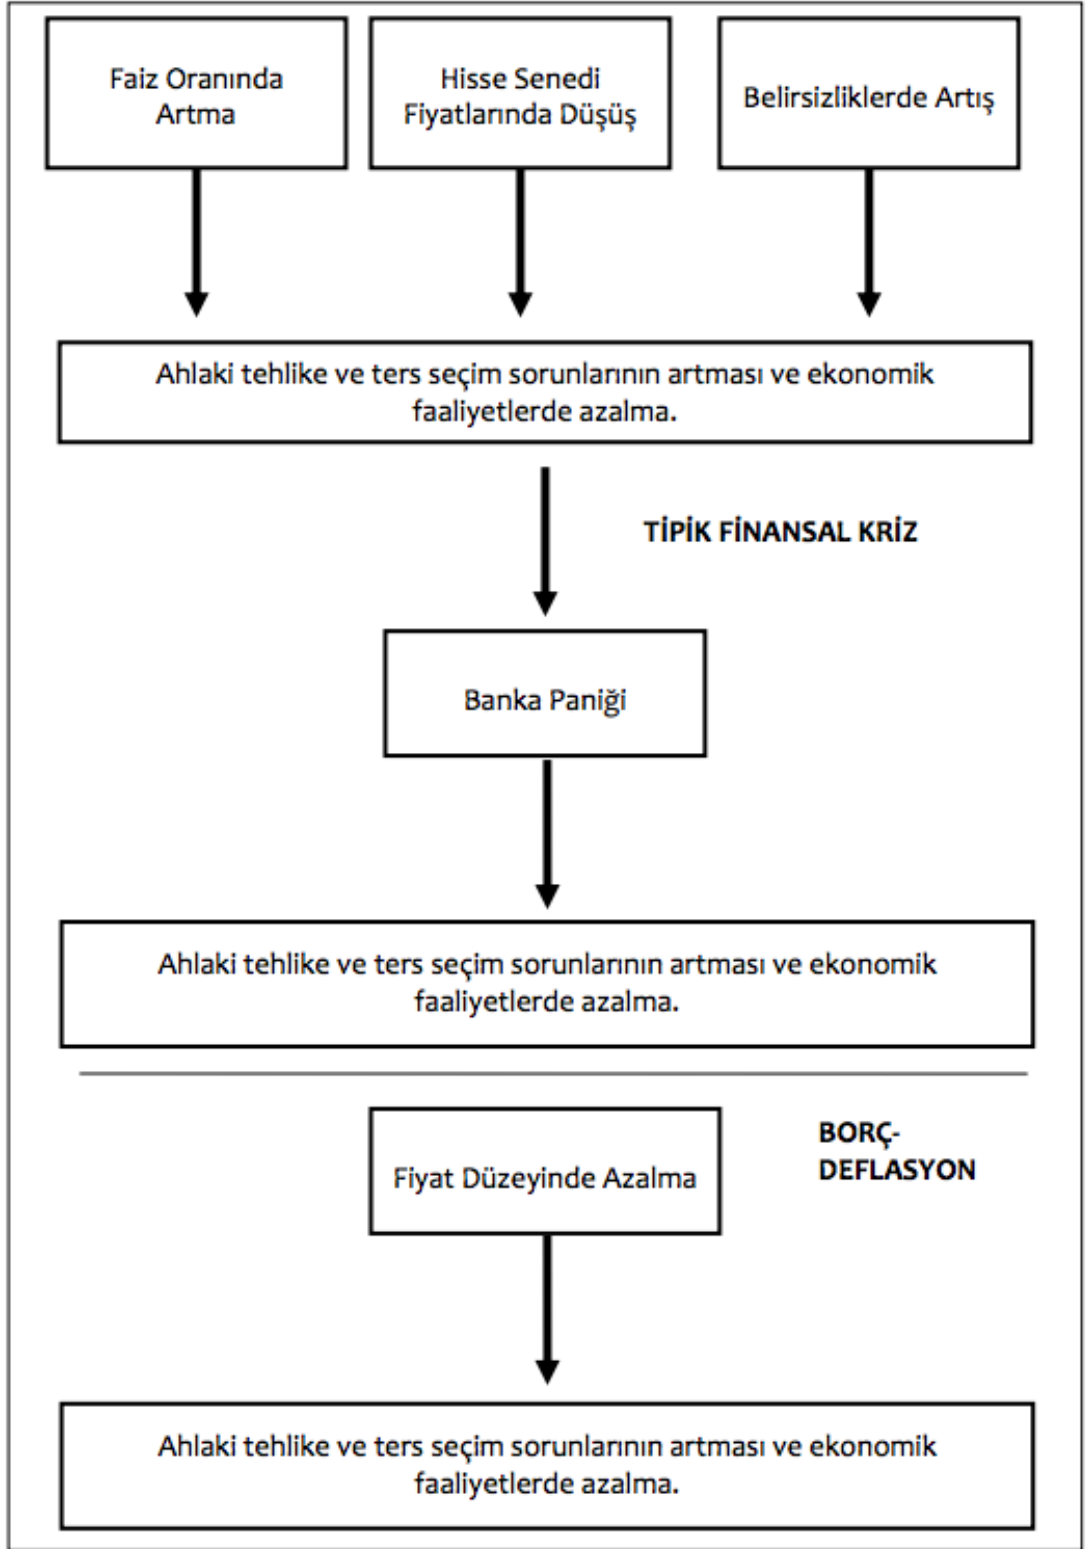 Faiz Oranında
Artma
Hisse Senedi
Fiyatlarında Düşüş
Belirsizliklerde Artış
Ahlaki tehlike ve ters seçim sorunlarının artması ve ekonomik
faaliyetlerde azalma.
TİPİK FİNANSAL KRİZ
Banka Paniği
Ahlaki tehlike ve ters seçim sorunlarının artması ve ekonomik
faaliyetlerde azalma.
BORÇ-
DEFLASYON
Fiyat Düzeyinde Azalma
Ahlaki tehlike ve ters seçim sorunlarının artması ve ekonomik
faaliyetlerde azalma.